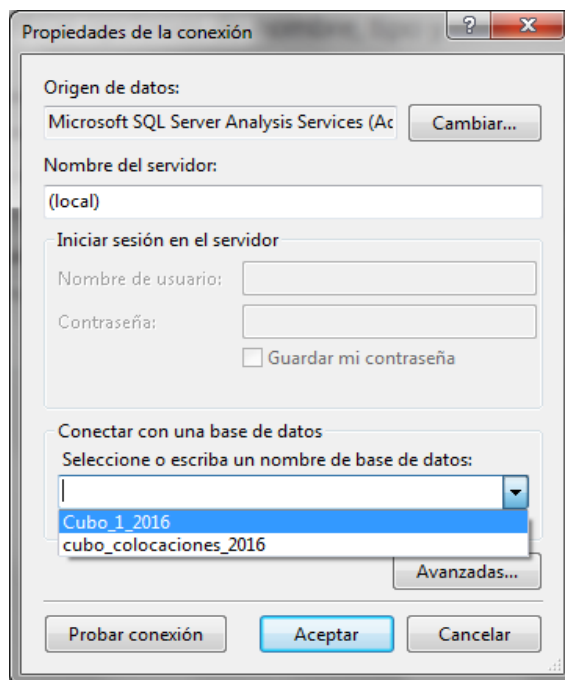 Propiedades de la conexión
Origen de datos:
Microsoft SQL Server Analysis Services (Ac
Cambiar...
Nombre del servidor:
(local)
Iniciar sesión en el servidor
Nombre de usuario:
Contraseña:
Guardar mi contraseña
Conectar con una base de datos
Seleccione o escriba un nombre de base de datos:
Cubo_1_2016
cubo_colocaciones_2016
Avanzadas...
Probar conexión
Aceptar
Cancelar